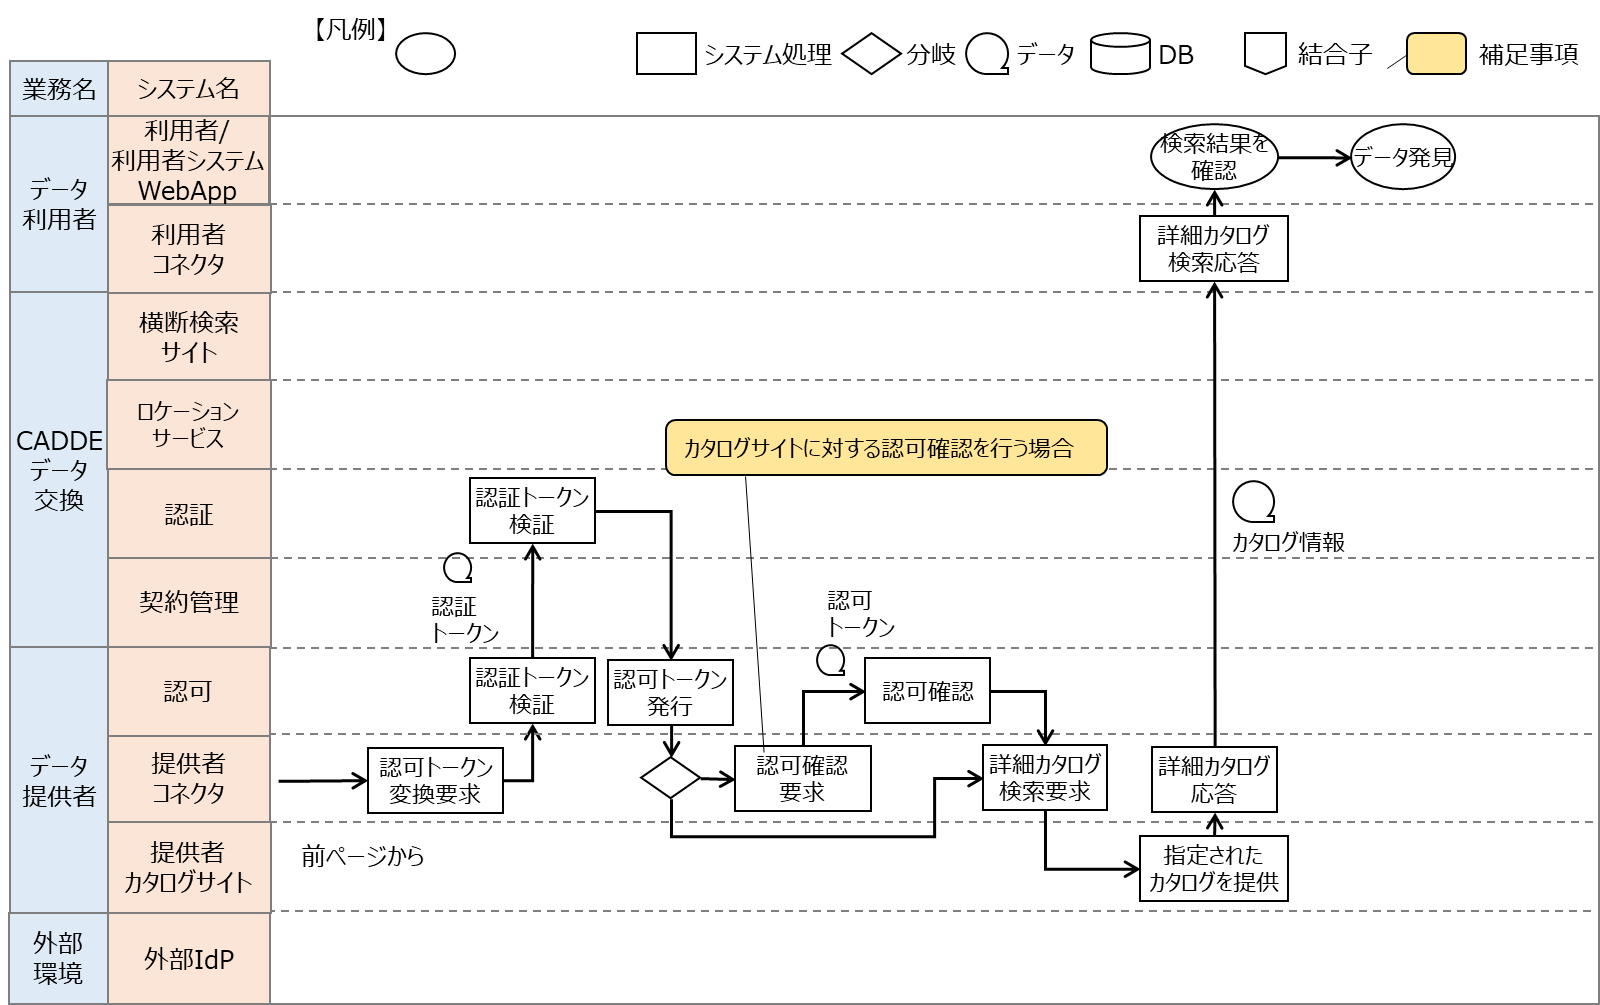 【凡例】
システム処理
分岐
データ
DB
結合子
補足事項
業務名
システム名
データ
利用者
利用者/
利用者システム
WebApp
検索結果を
確認
データ発見
利用者
コネクタ
詳細カタログ
検索応答
CADDE
データ
交換
横断検索
サイト
ロケーション
サービス
カタログサイトに対する認可確認を行う場合
認証
認証トークン
検証
カタログ情報
契約管理
認証
トークン
認可
トークン
データ
提供者
認可
認証トークン
検証
認可トークン
発行
認可確認
提供者
コネクタ
認可トークン
変換要求
認可確認
要求
詳細カタログ
検索要求
詳細カタログ
応答
提供者
カタログサイト
前ページから
指定された
カタログを提供
外部
環境
外部IdP